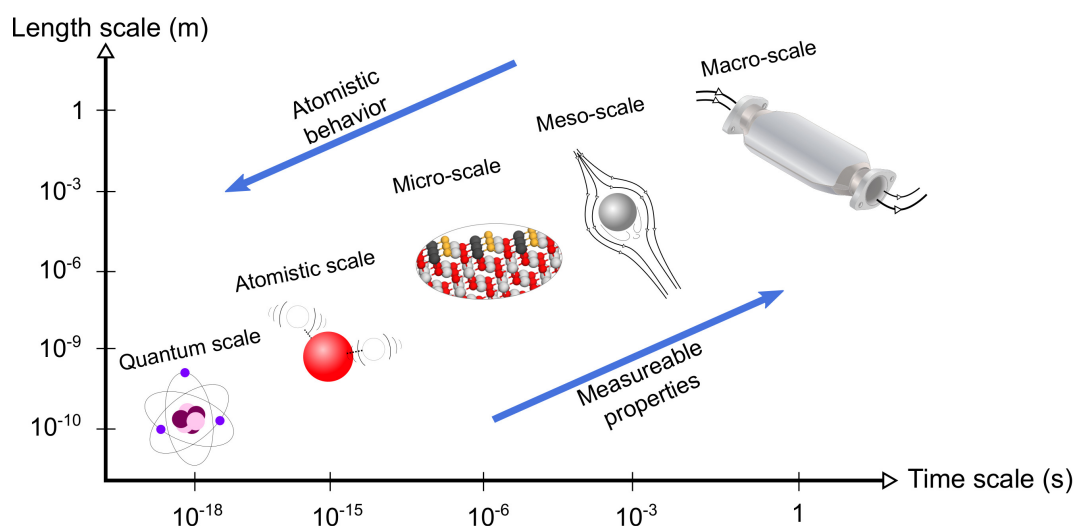 Length scale (m)
Macro-scale
Atomistic
behavior
Meso-scale
1
Micro-scale
10⁻³
Atomistic scale
10⁻⁶
Quantum scale
10⁻⁹
Measureable
properties
10⁻¹⁰
Time scale (s)
10⁻¹⁸
10⁻¹⁵
10⁻⁶
10⁻³
1